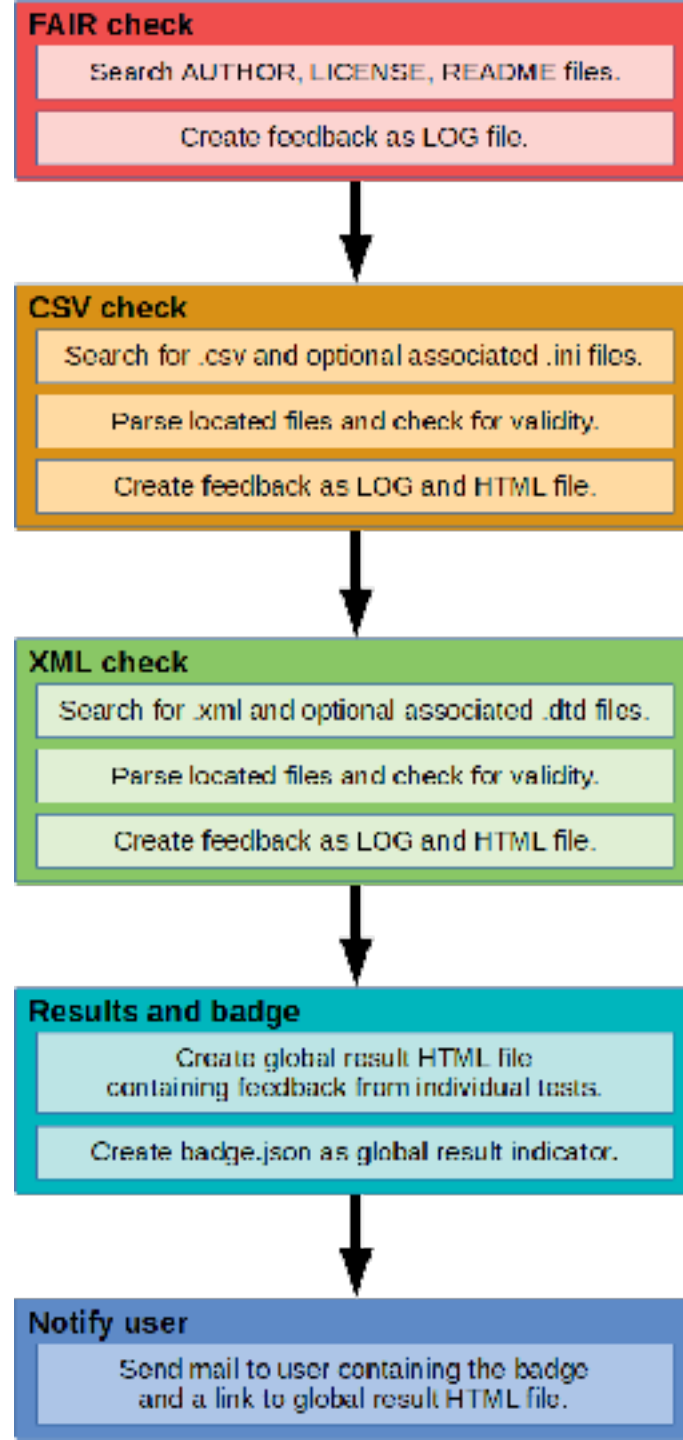 FAIR check
Search AUTHOR, LICENSE, README files.
Create feedback as LOG file.
CSV check
Search for .csv and optional associated .ini files.
Parse located files and check for validity.
Create feedback as LOG and HTML file.
XML check
Search for .xml and optional associated .dtd files.
Parse located files and check for validity.
Create feedback as LOG and HTML file.
Results and badge
Create global result HTML file
containing feedback from individual tests.
Create badge.json as global result indicator.
Notify user
Send mail to user containing the badge
and a link to global result HTML file.